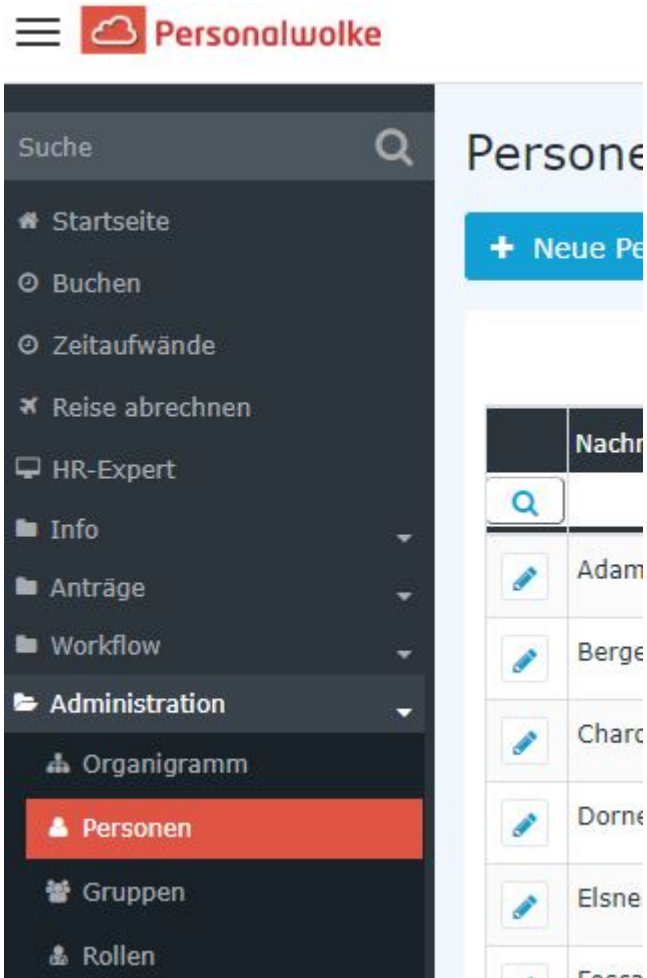 Personalwolke
Suche
Startseite
Buchen
Zeitaufwände
Reise abrechnen
HR-Expert
Info
Anträge
Workflow
Administration
Organigramm
Personen
Gruppen
Rollen
Persone
+ Neue Pe
Nachn
Adam
Berge
Dorne
Elsne